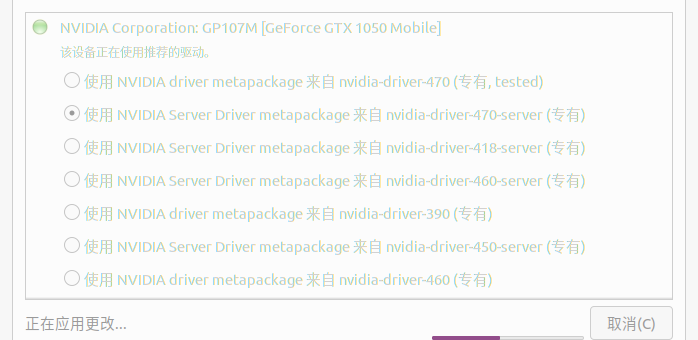 NVIDIA Corporation: GP107M [GeForce GTX 1050 Mobile]
该设备正在使用推荐的驱动。
使用 NVIDIA driver metapackage 来自 nvidia-driver-470 (专有, tested)
使用 NVIDIA Server Driver metapackage 来自 nvidia-driver-470-server (专有)
使用 NVIDIA Server Driver metapackage 来自 nvidia-driver-418-server (专有)
使用 NVIDIA Server Driver metapackage 来自 nvidia-driver-460-server (专有)
使用 NVIDIA driver metapackage 来自 nvidia-driver-390 (专有)
使用 NVIDIA Server Driver metapackage 来自 nvidia-driver-450-server (专有)
使用 NVIDIA driver metapackage 来自 nvidia-driver-460 (专有)
正在应用更改...
取消(C)